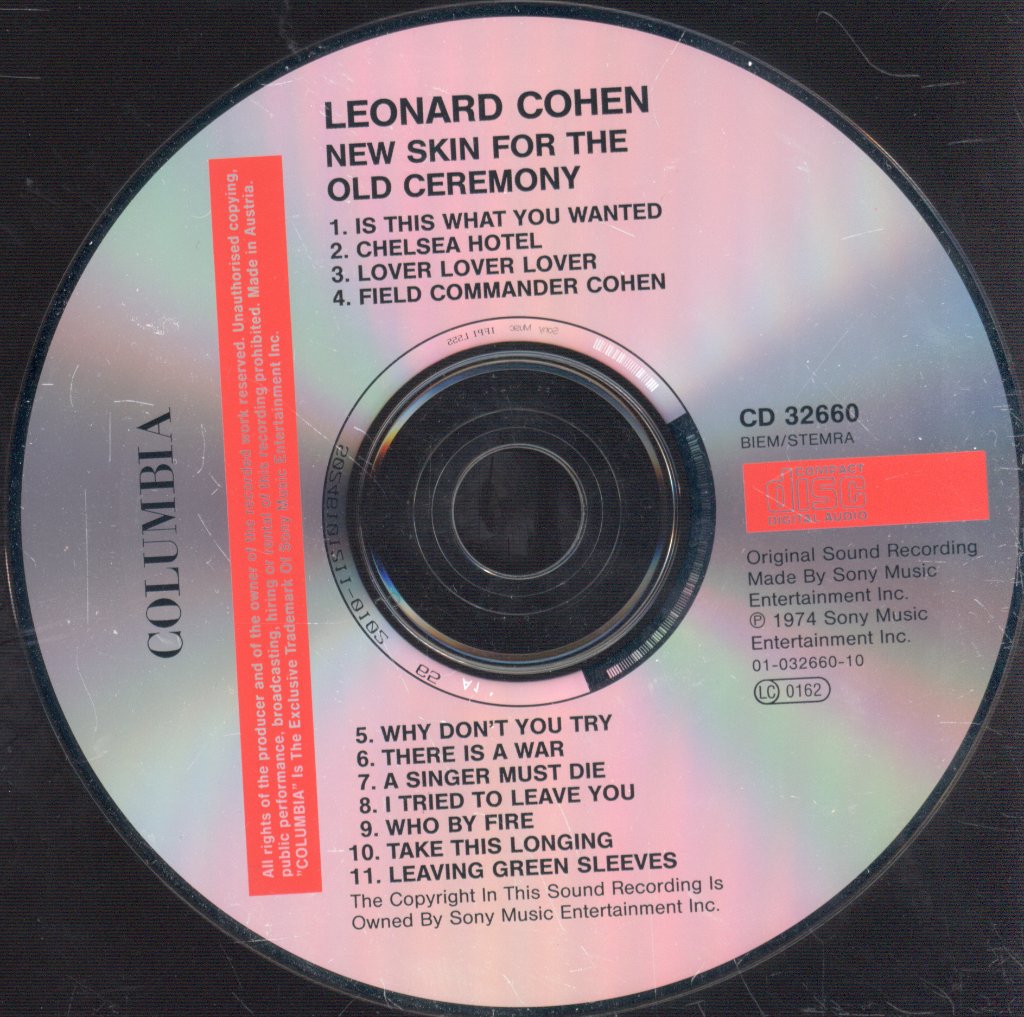 LEONARD COHEN
NEW SKIN FOR THE
OLD CEREMONY
1. IS THIS WHAT YOU WANTED
2. CHELSEA HOTEL
3. LOVER LOVER LOVER
4. FIELD COMMANDER COHEN
All rights of the producer and of the owner of the recorded work reserved. Unauthorised copying,
public performance, broadcasting, hiring or rental of this recording prohibited. Made in Austria.
"COLUMBIA" Is The Exclusive Trademark Of Sony Music Entertainment Inc.
COLUMBIA
Sony Music
IFPI L555
CD 32660
BIEM/STEMRA
COMPACT
disc
DIGITAL AUDIO
Original Sound Recording
Made By Sony Music
Entertainment Inc.
℗ 1974 Sony Music
Entertainment Inc.
01-032660-10
LC 0162
5. WHY DON'T YOU TRY
6. THERE IS A WAR
7. A SINGER MUST DIE
8. I TRIED TO LEAVE YOU
9. WHO BY FIRE
10. TAKE THIS LONGING
11. LEAVING GREEN SLEEVES
The Copyright In This Sound Recording Is
Owned By Sony Music Entertainment Inc.